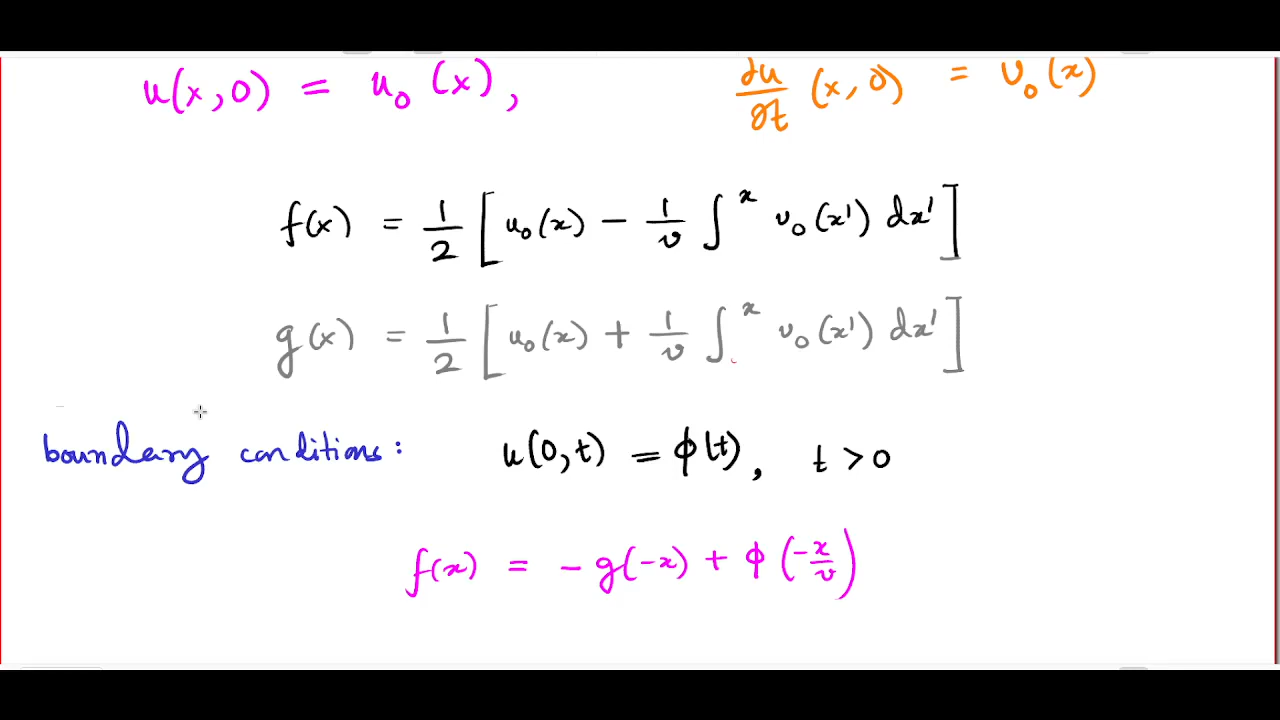 u(x,0) = u₀(x), ∂u/∂t (x,0) = v₀(x)
f(x) = 1/2 [u₀(x) − 1/v ∫^x v₀(x') dx']
g(x) = 1/2 [u₀(x) + 1/v ∫^x v₀(x') dx']
boundary conditions: u(0,t) = ϕ(t), t > 0
f(x) = − g(−x) + ϕ(−x/v)